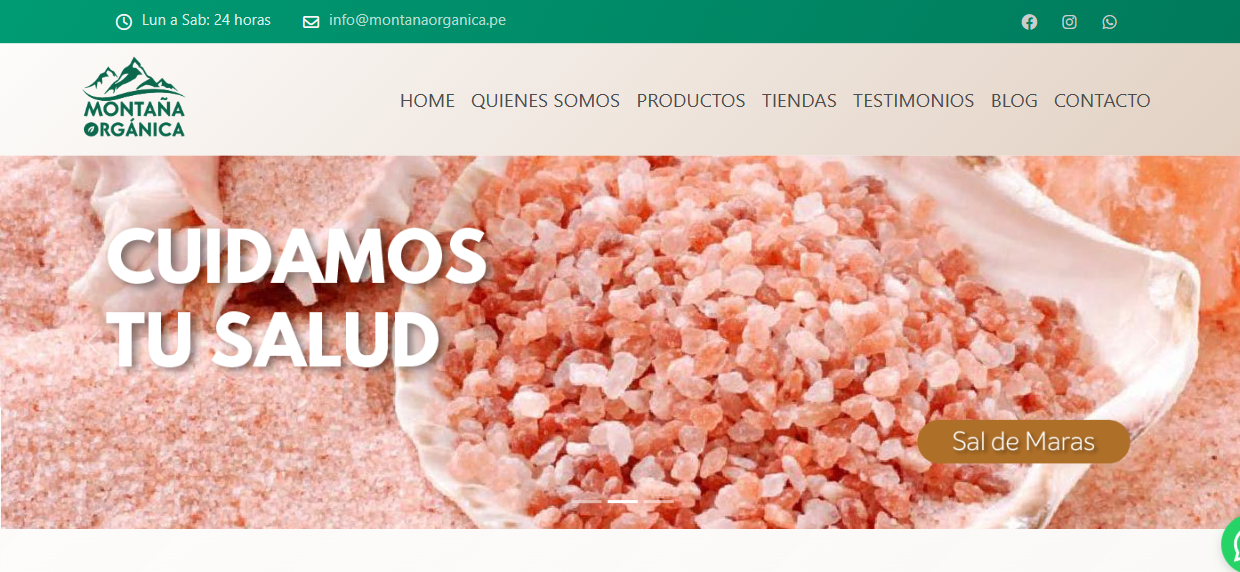 Lun a Sab: 24 horas
info@montanaorganica.pe
MONTAÑA
ORGÁNICA
HOME
QUIENES SOMOS
PRODUCTOS
TIENDAS
TESTIMONIOS
BLOG
CONTACTO
CUIDAMOS
TU SALUD
Sal de Maras